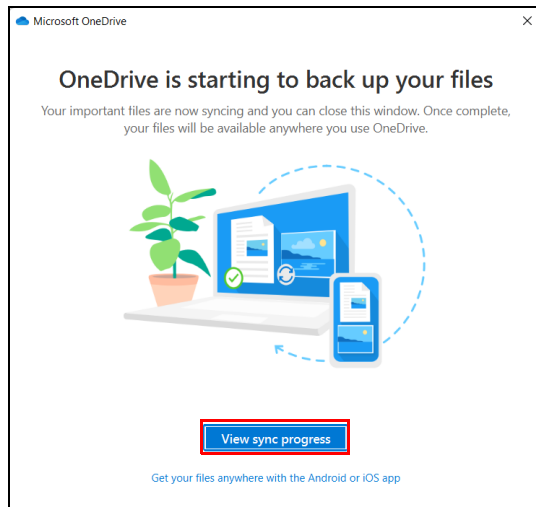 Microsoft OneDrive
OneDrive is starting to back up your files
Your important files are now syncing and you can close this window. Once complete,
your files will be available anywhere you use OneDrive.
View sync progress
Get your files anywhere with the Android or iOS app